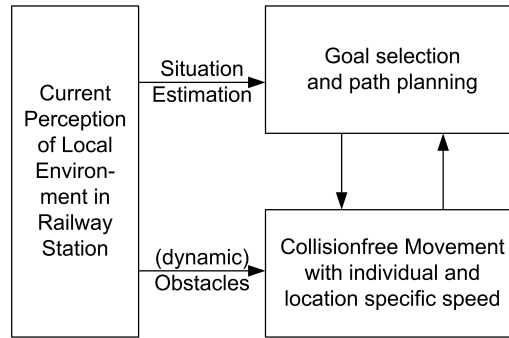 Current
Perception
of Local
Environ-
ment in
Railway
Station
Situation
Estimation
(dynamic)
Obstacles
Goal selection
and path planning
Collisionfree Movement
with individual and
location specific speed